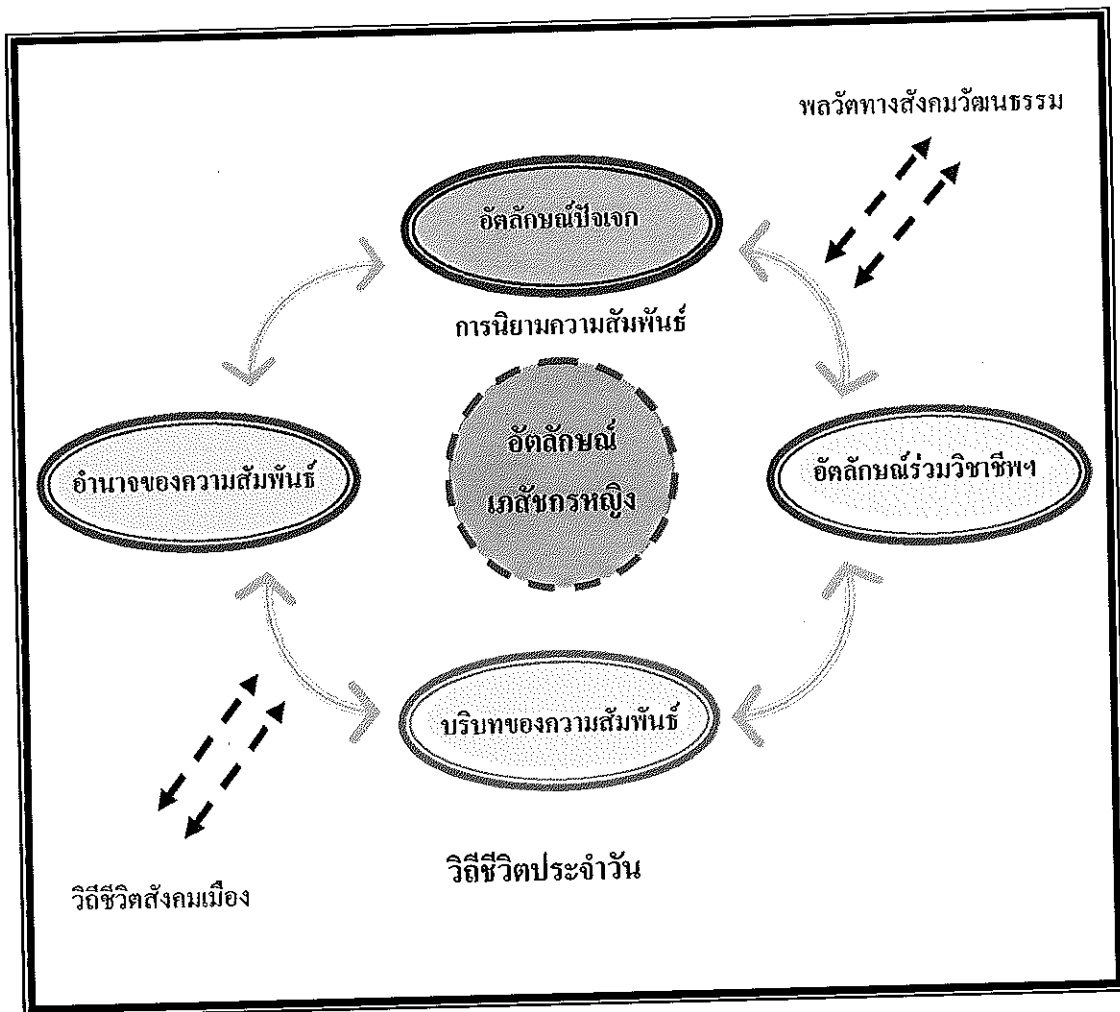 พลวัตทางสังคมวัฒนธรรม
อัตลักษณ์ปัจเจก
การนิยามความสัมพันธ์
อัตลักษณ์
เภสัชกรหญิง
อำนาจของความสัมพันธ์
อัตลักษณ์ร่วมวิชาชีพฯ
บริบทของความสัมพันธ์
วิถีชีวิตประจำวัน
วิถีชีวิตสังคมเมือง